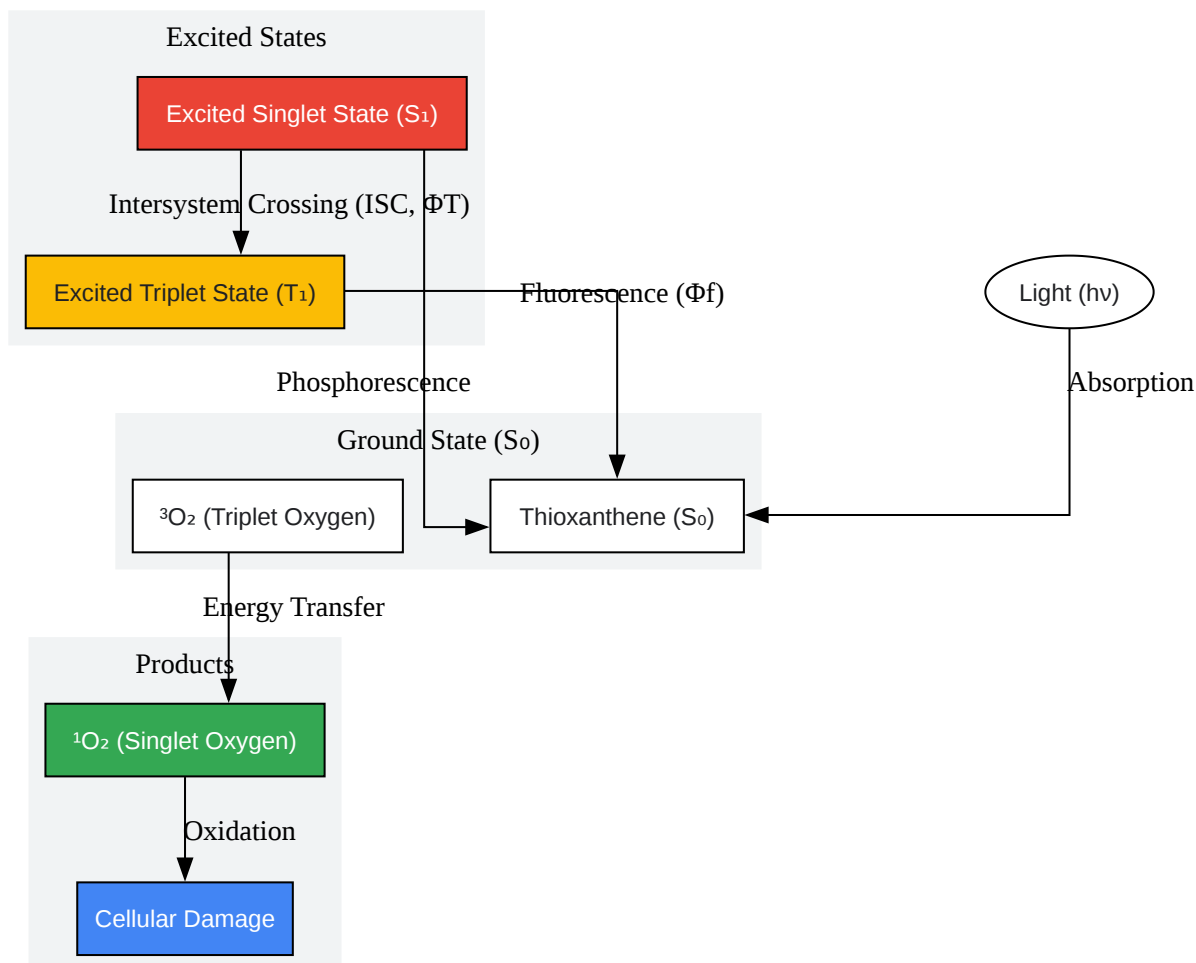 Excited States
Excited Singlet State (S₁)
Intersystem Crossing (ISC, ΦT)
Excited Triplet State (T₁)
Fluorescence (Φf)
Light (hν)
Phosphorescence
Absorption
Ground State (S₀)
³O₂ (Triplet Oxygen)
Thioxanthene (S₀)
Energy Transfer
Products
¹O₂ (Singlet Oxygen)
Oxidation
Cellular Damage